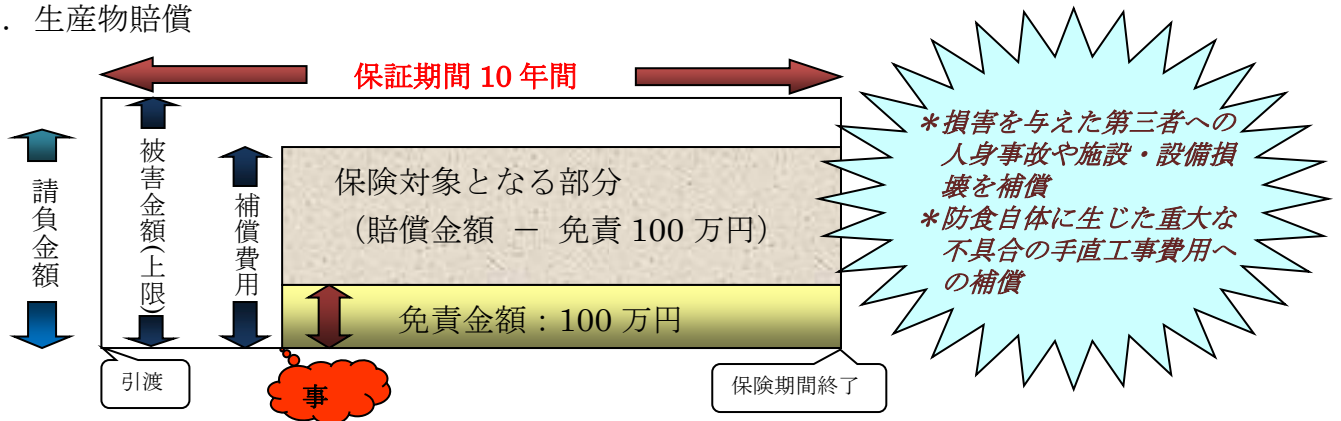 ．生産物賠償
保証期間 10 年間
請負金額
被害金額(上限)
補償費用
保険対象となる部分
（賠償金額 － 免責 100 万円）
免責金額：100 万円
引渡
事
保険期間終了
＊損害を与えた第三者への
人身事故や施設・設備損
壊を補償
＊防食自体に生じた重大な
不具合の手直工事費用へ
の補償